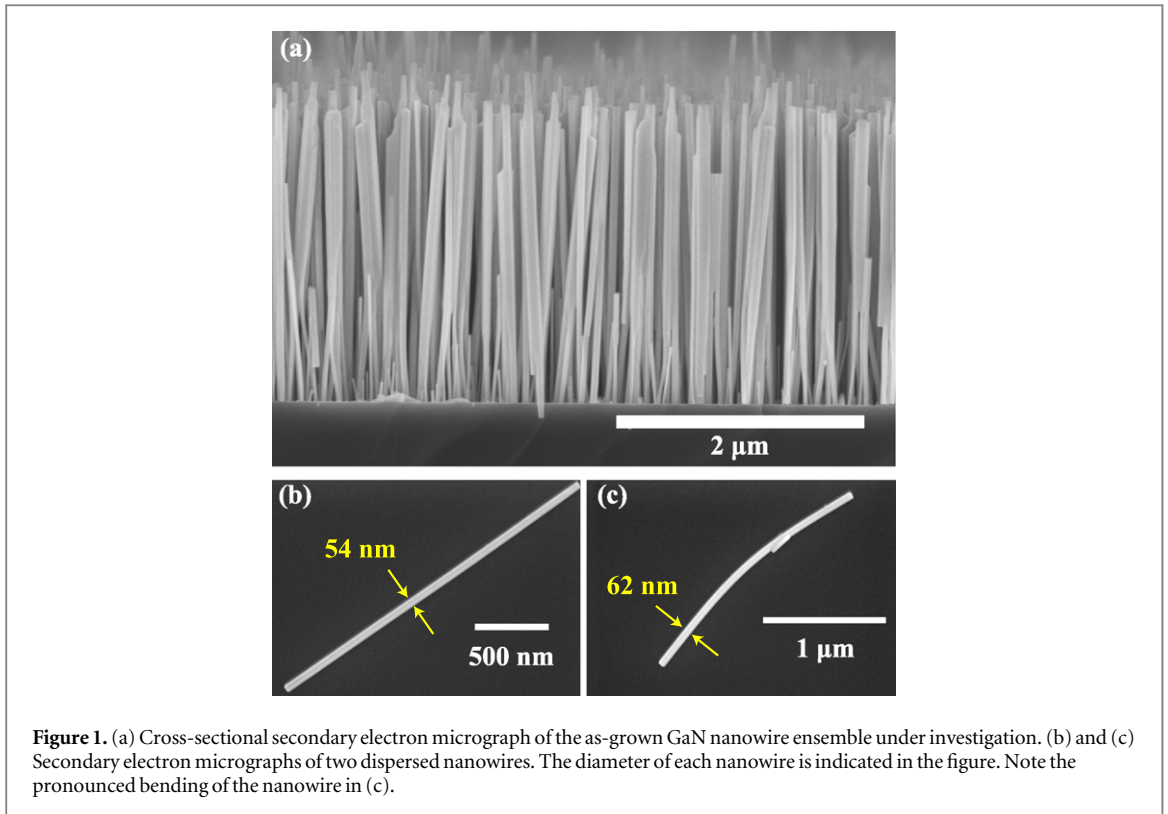 (a)
2 μm
(b)
54 nm
500 nm
(c)
62 nm
1 μm
Figure 1. (a) Cross-sectional secondary electron micrograph of the as-grown GaN nanowire ensemble under investigation. (b) and (c)
Secondary electron micrographs of two dispersed nanowires. The diameter of each nanowire is indicated in the figure. Note the
pronounced bending of the nanowire in (c).